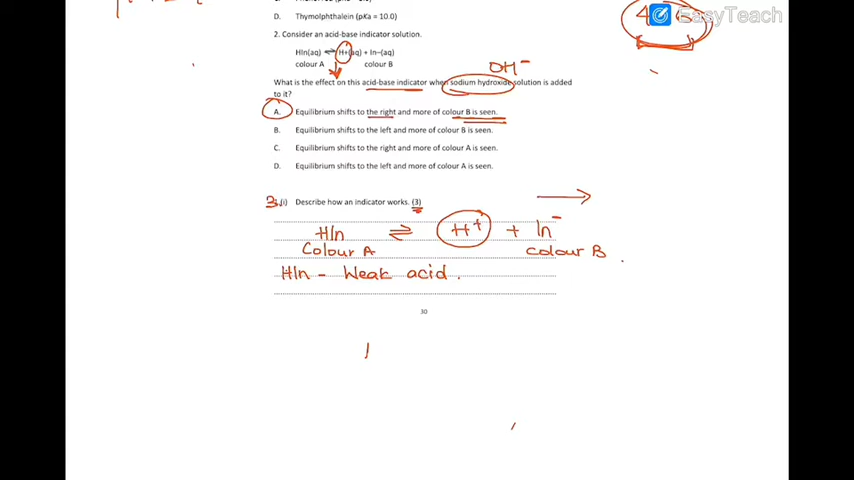 D. Thymolphthalein (pKa = 10.0)
EasyTeach
2. Consider an acid-base indicator solution.
HIn(aq) ⇌ H+(aq) + In–(aq)
colour A colour B
OH⁻
What is the effect on this acid-base indicator when sodium hydroxide solution is added
to it?
A. Equilibrium shifts to the right and more of colour B is seen.
B. Equilibrium shifts to the left and more of colour B is seen.
C. Equilibrium shifts to the right and more of colour A is seen.
D. Equilibrium shifts to the left and more of colour A is seen.
3.(i) Describe how an indicator works. (3)
HIn ⇌ H⁺ + In⁻
Colour A colour B
HIn - Weak acid.
30